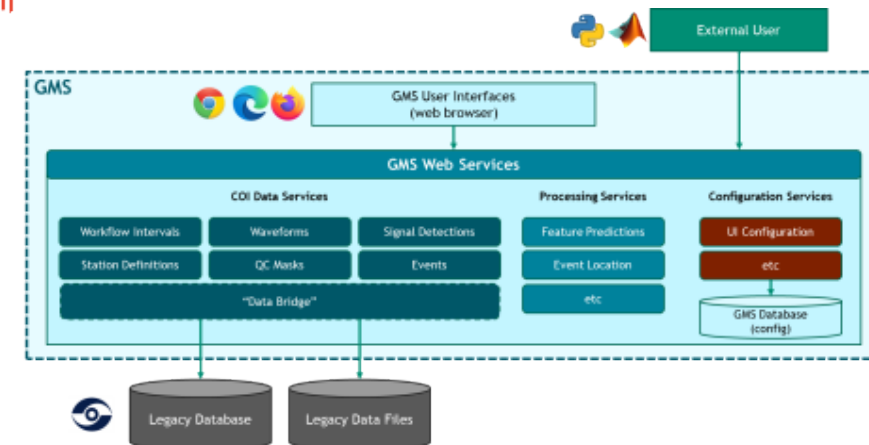 External User
GMS
GMS User Interfaces
(web browser)
GMS Web Services
COI Data Services
Processing Services
Configuration Services
Workflow Intervals
Waveforms
Signal Detections
Feature Predictions
UI Configuration
Station Definitions
QC Masks
Events
Event Location
etc
"Data Bridge"
etc
GMS Database
(config)
Legacy Database
Legacy Data Files